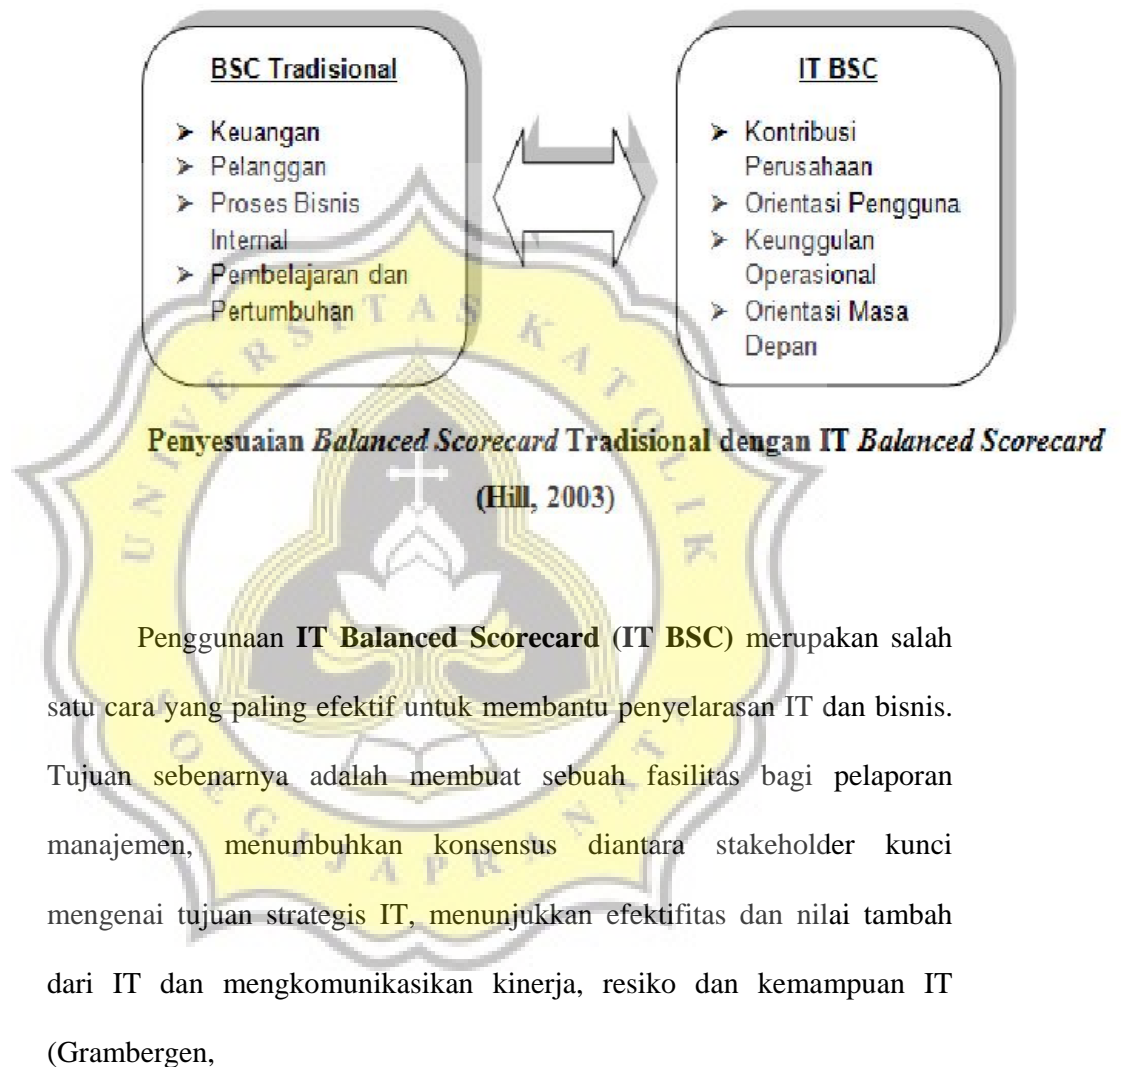 BSC Tradisional
➢ Keuangan
➢ Pelanggan
➢ Proses Bisnis
Internal
➢ Pembelajaran dan
Pertumbuhan
IT BSC
➢ Kontribusi
Perusahaan
➢ Orientasi Pengguna
➢ Keunggulan
Operasional
➢ Orientasi Masa
Depan
Penyesuaian Balanced Scorecard Tradisional dengan IT Balanced Scorecard
(Hill, 2003)
UNIVERSITAS KATOLIK
SOEGIJAPRANATA
Penggunaan IT Balanced Scorecard (IT BSC) merupakan salah
satu cara yang paling efektif untuk membantu penyelarasan IT dan bisnis.
Tujuan sebenarnya adalah membuat sebuah fasilitas bagi pelaporan
manajemen, menumbuhkan konsensus diantara stakeholder kunci
mengenai tujuan strategis IT, menunjukkan efektifitas dan nilai tambah
dari IT dan mengkomunikasikan kinerja, resiko dan kemampuan IT
(Grambergen,